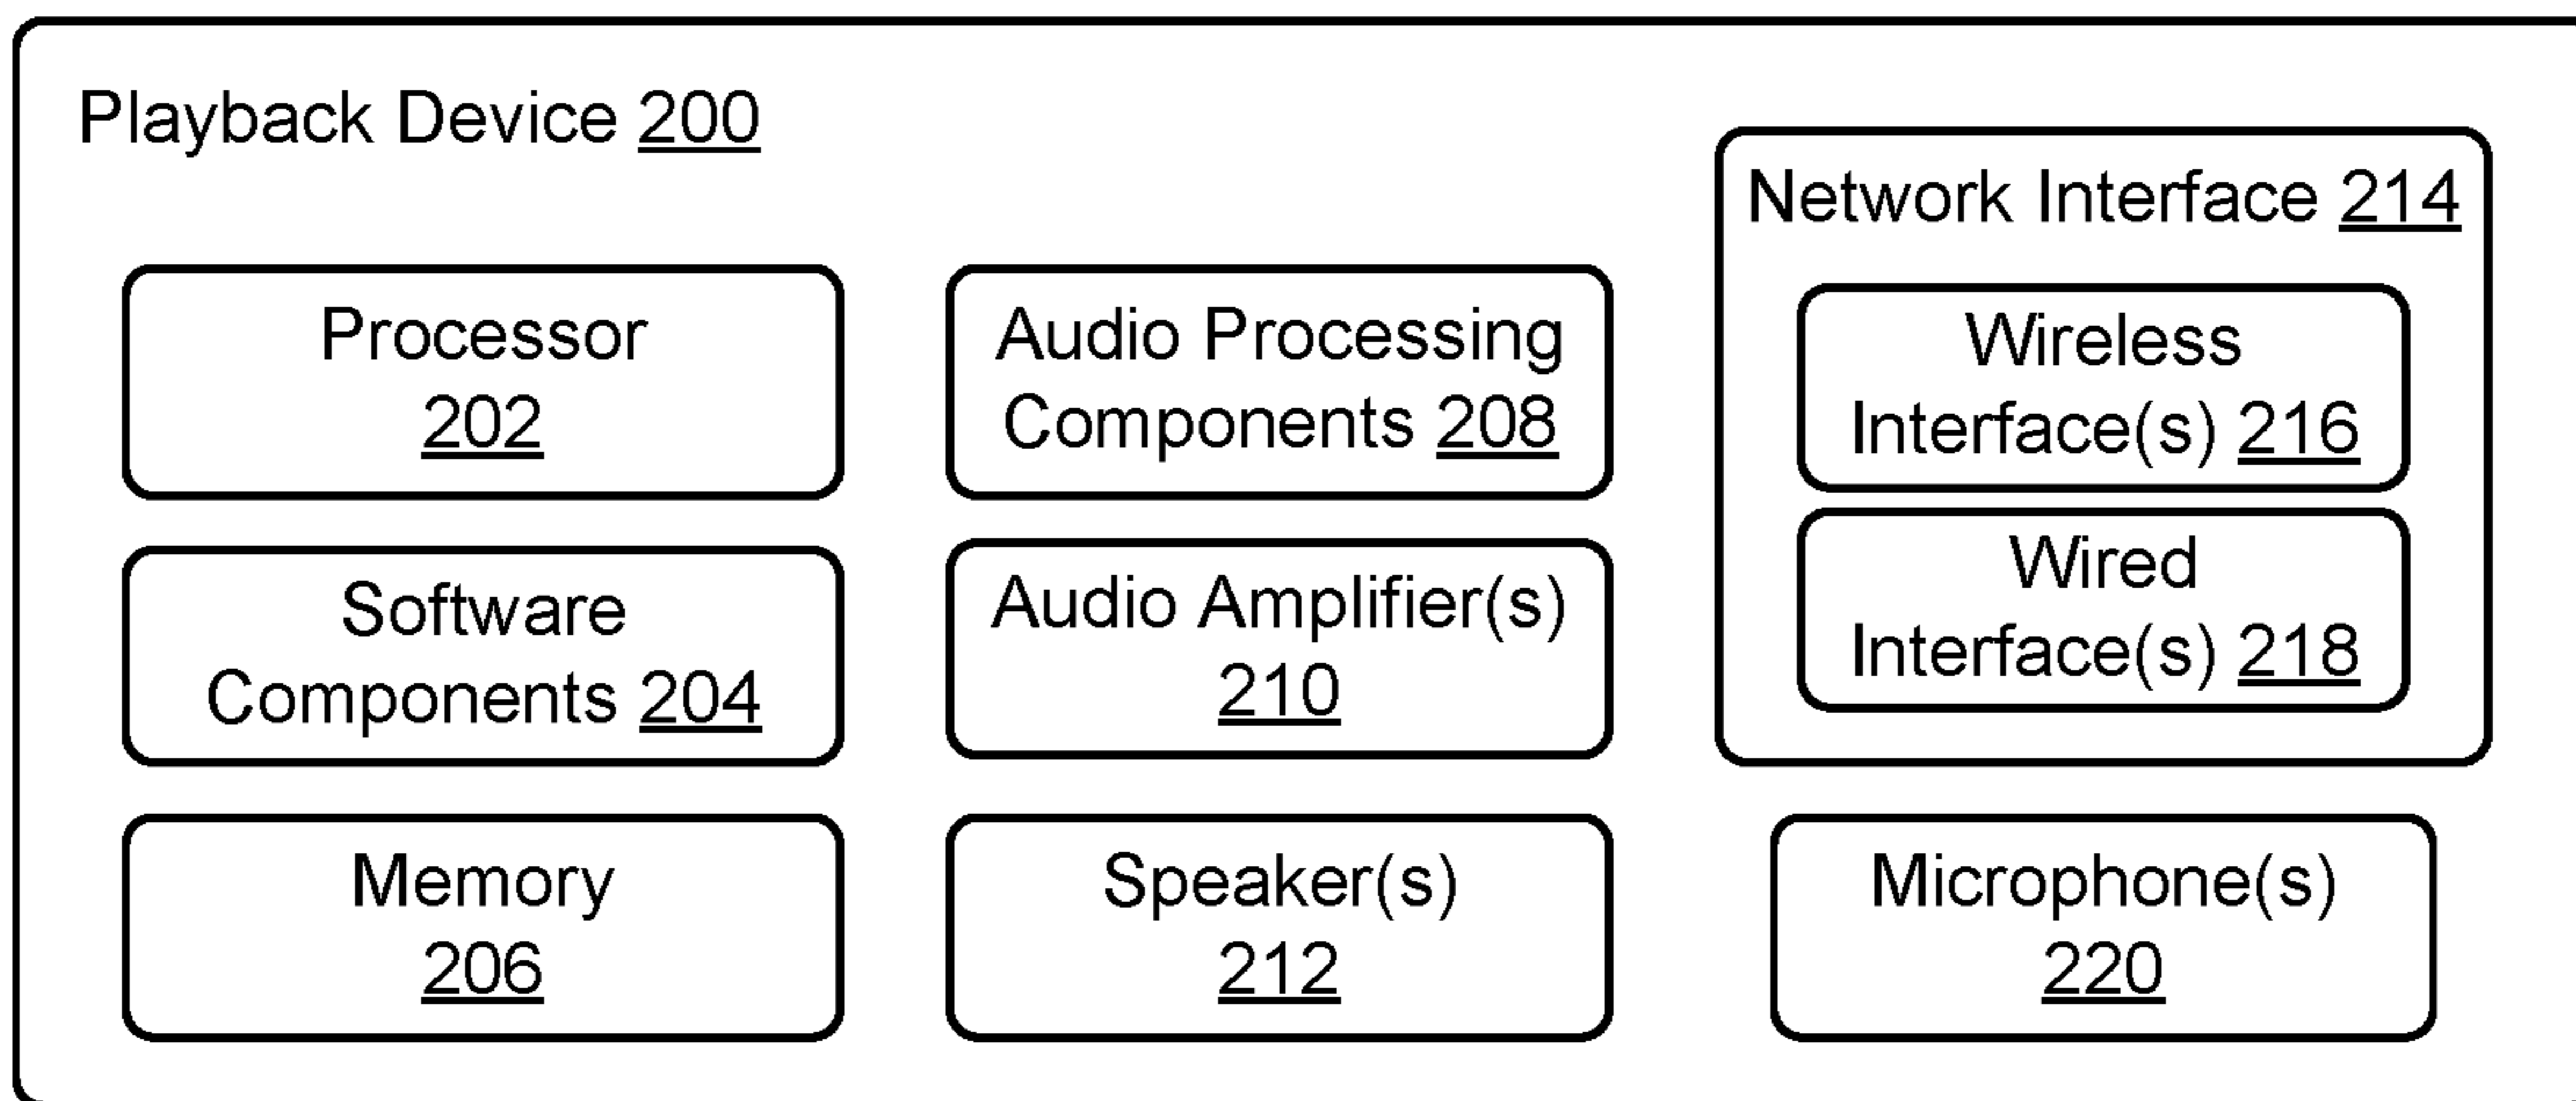 Playback Device 200
Processor
202
Software
Components 204
Memory
206
Audio Processing
Components 208
Audio Amplifier(s)
210
Speaker(s)
212
Network Interface 214
Wireless
Interface(s) 216
Wired
Interface(s) 218
Microphone(s)
220